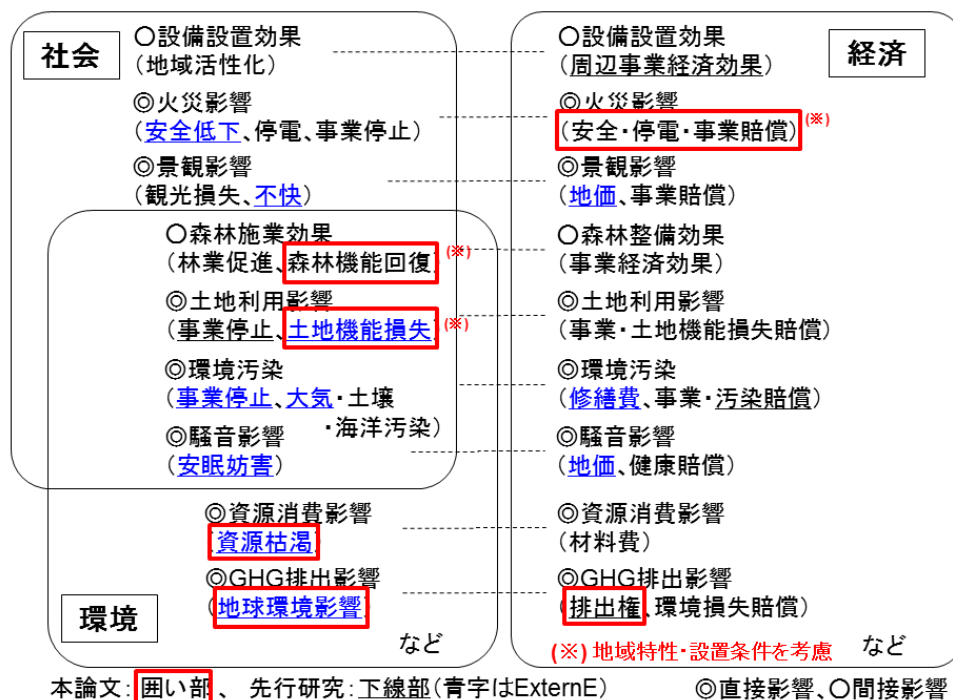 社会
〇設備設置効果
(地域活性化)
◎火災影響
(安全低下、停電、事業停止)
◎景観影響
(観光損失、不快)
〇森林施業効果
(林業促進、森林機能回復)
(※)
◎土地利用影響
(事業停止、土地機能損失)
(※)
◎環境汚染
(事業停止、大気・土壌
・海洋汚染)
◎騒音影響
(安眠妨害)
◎資源消費影響
(資源枯渇)
◎GHG排出影響
(地球環境影響)
環境
など
経済
〇設備設置効果
(周辺事業経済効果)
◎火災影響
(安全・停電・事業賠償)
(※)
◎景観影響
(地価、事業賠償)
〇森林整備効果
(事業経済効果)
◎土地利用影響
(事業・土地機能損失賠償)
◎環境汚染
(修繕費、事業・汚染賠償)
◎騒音影響
(地価、健康賠償)
◎資源消費影響
(材料費)
◎GHG排出影響
(排出権、環境損失賠償)
(※) 地域特性・設置条件を考慮
など
本論文:囲い部、 先行研究:下線部(青字はExternE)
◎直接影響、〇間接影響